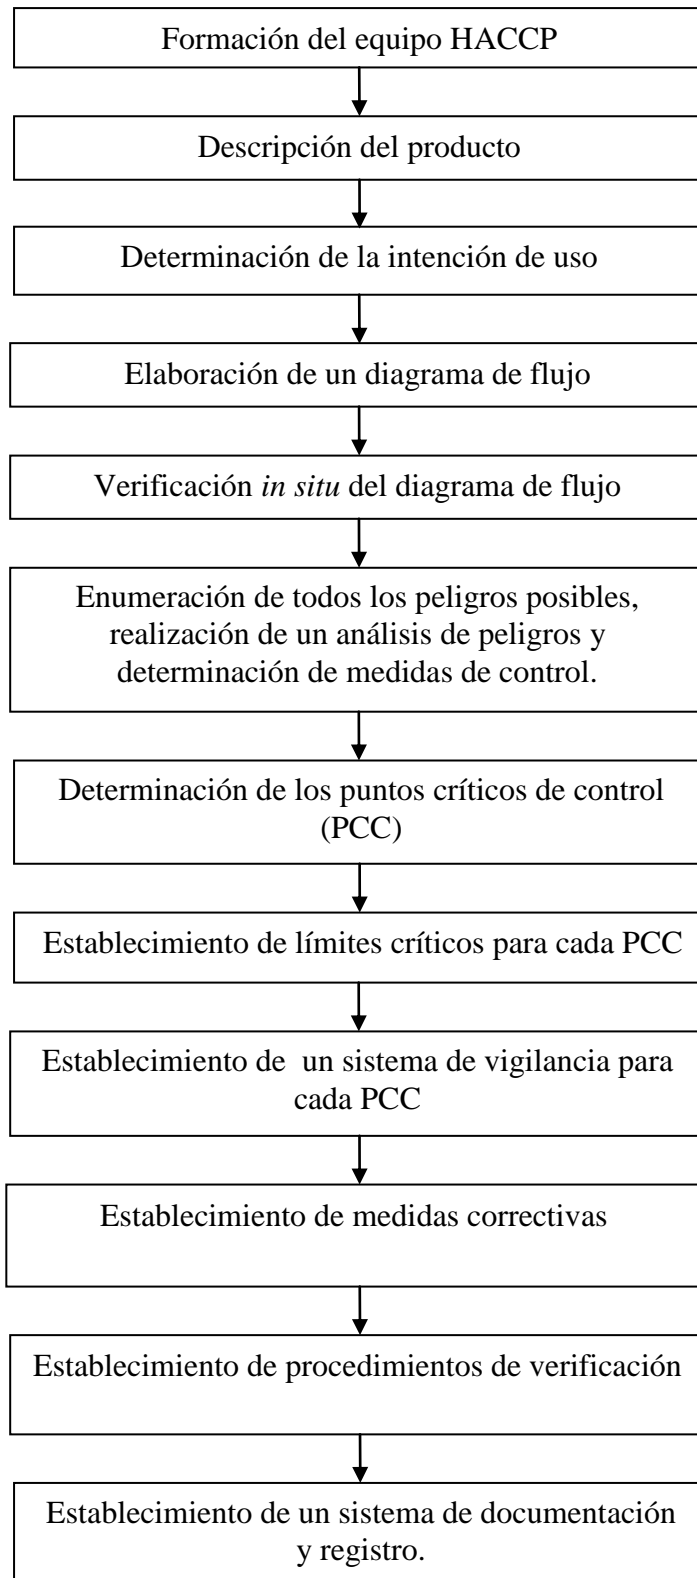 Formación del equipo HACCP
Descripción del producto
Determinación de la intención de uso
Elaboración de un diagrama de flujo
Verificación in situ del diagrama de flujo
Enumeración de todos los peligros posibles,
realización de un análisis de peligros y
determinación de medidas de control.
Determinación de los puntos críticos de control
(PCC)
Establecimiento de límites críticos para cada PCC
Establecimiento de  un sistema de vigilancia para
cada PCC
Establecimiento de medidas correctivas
Establecimiento de procedimientos de verificación
Establecimiento de un sistema de documentación
y registro.